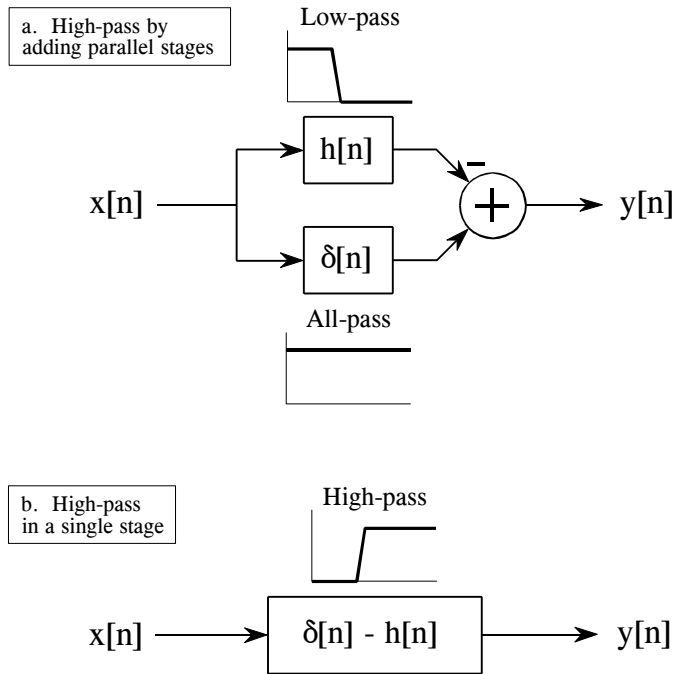 a. High-pass by
adding parallel stages
Low-pass
h[n]
x[n]
−
+
y[n]
δ[n]
All-pass
b. High-pass
in a single stage
High-pass
x[n]
δ[n] - h[n]
y[n]